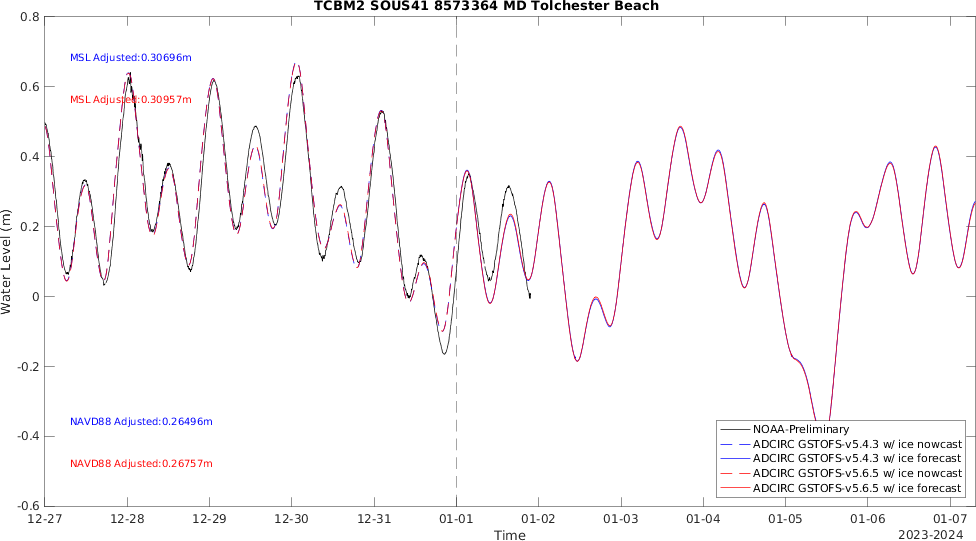 TCBM2 SOUS41 8573364 MD Tolchester Beach
0.8
0.6
0.4
0.2
0
-0.2
-0.4
-0.6
Water Level (m)
MSL Adjusted:0.30696m
MSL Adjusted:0.30957m
NAVD88 Adjusted:0.26496m
NAVD88 Adjusted:0.26757m
NOAA-Preliminary
ADCIRC GSTOFS-v5.4.3 w/ ice nowcast
ADCIRC GSTOFS-v5.4.3 w/ ice forecast
ADCIRC GSTOFS-v5.6.5 w/ ice nowcast
ADCIRC GSTOFS-v5.6.5 w/ ice forecast
12-27 12-28 12-29 12-30 12-31 01-01 01-02 01-03 01-04 01-05 01-06 01-07
Time
2023-2024